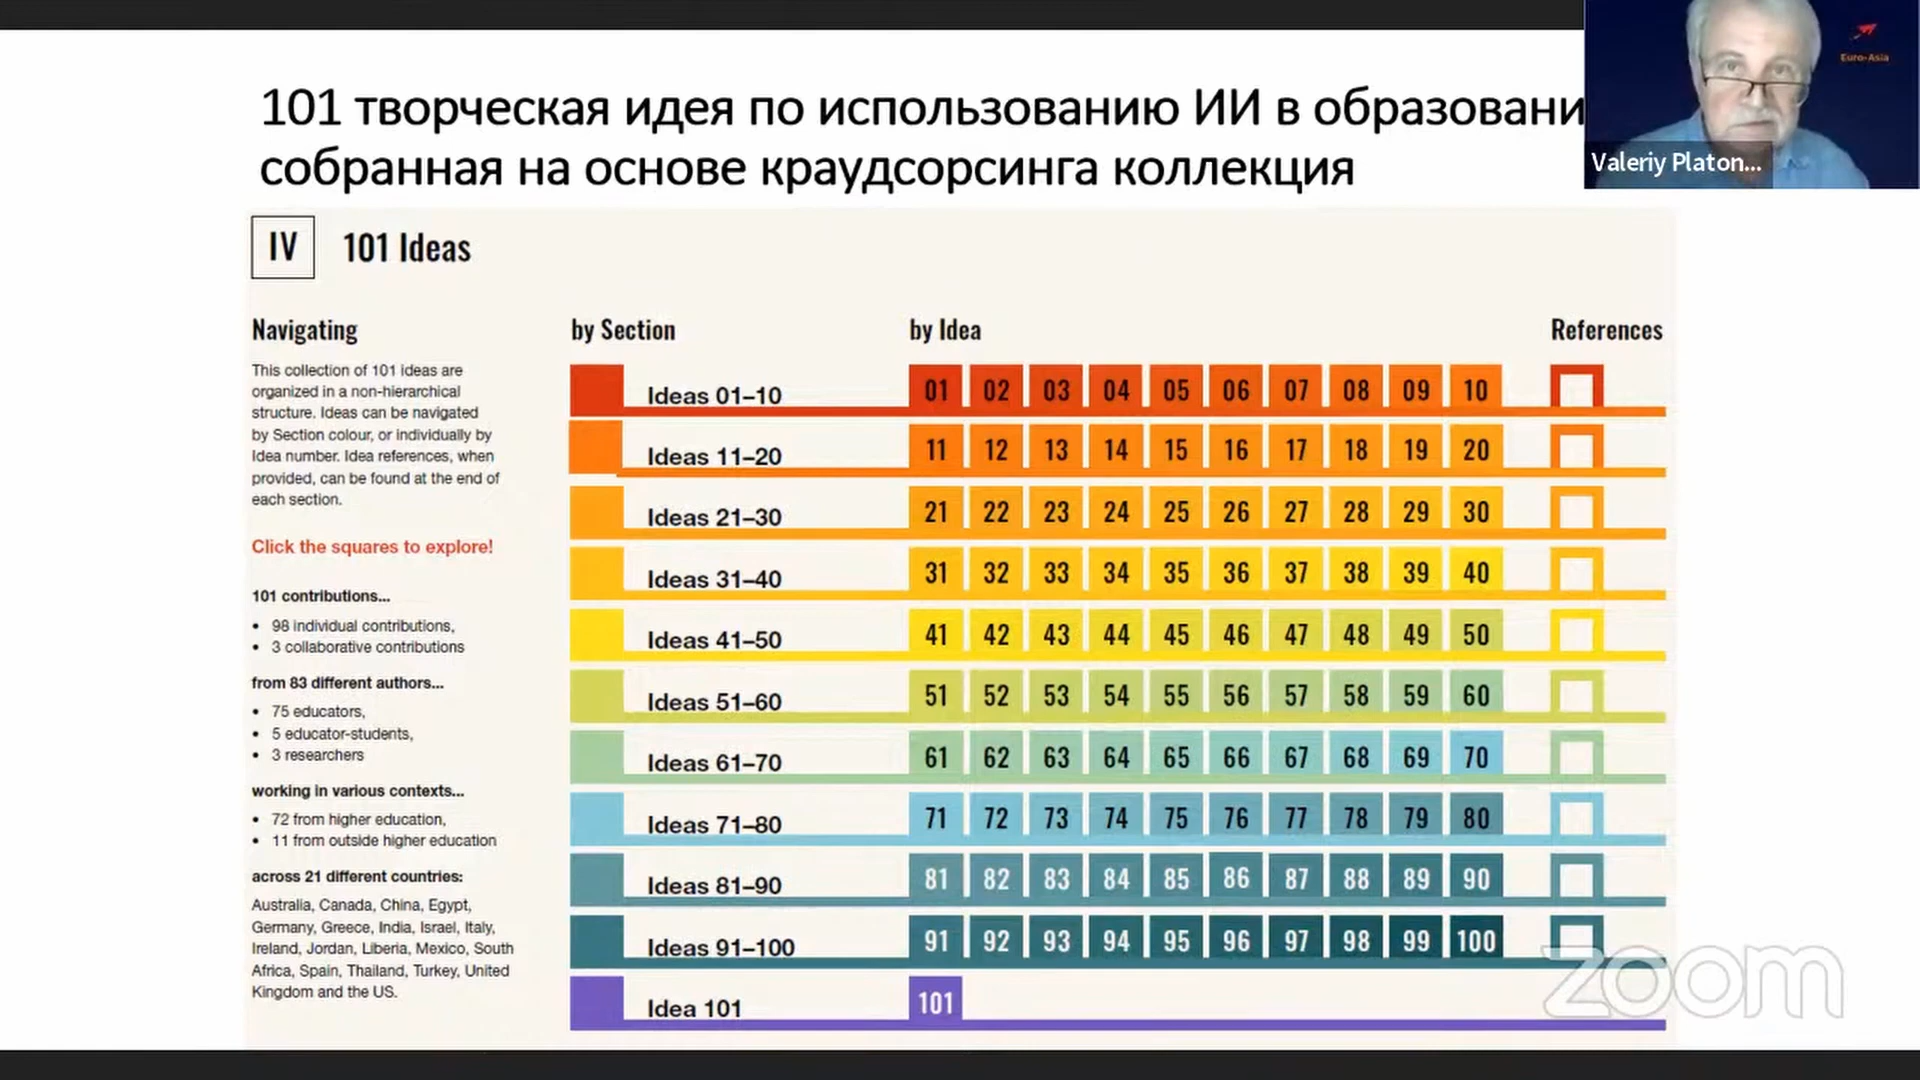 101 творческая идея по использованию ИИ в образовани
собранная на основе краудсорсинга коллекция
Euro-Asia
Valeriy Platon...
IV 101 Ideas
Navigating
This collection of 101 ideas are
organized in a non-hierarchical
structure. Ideas can be navigated
by Section colour, or individually by
Idea number. Idea references, when
provided, can be found at the end of
each section.
Click the squares to explore!
101 contributions...
• 98 individual contributions,
• 3 collaborative contributions
from 83 different authors...
• 75 educators,
• 5 educator-students,
• 3 researchers
working in various contexts...
• 72 from higher education,
• 11 from outside higher education
across 21 different countries:
Australia, Canada, China, Egypt,
Germany, Greece, India, Israel, Italy,
Ireland, Jordan, Liberia, Mexico, South
Africa, Spain, Thailand, Turkey, United
Kingdom and the US.
by Section by Idea References
Ideas 01–10 01 02 03 04 05 06 07 08 09 10
Ideas 11–20 11 12 13 14 15 16 17 18 19 20
Ideas 21–30 21 22 23 24 25 26 27 28 29 30
Ideas 31–40 31 32 33 34 35 36 37 38 39 40
Ideas 41–50 41 42 43 44 45 46 47 48 49 50
Ideas 51–60 51 52 53 54 55 56 57 58 59 60
Ideas 61–70 61 62 63 64 65 66 67 68 69 70
Ideas 71–80 71 72 73 74 75 76 77 78 79 80
Ideas 81–90 81 82 83 84 85 86 87 88 89 90
Ideas 91–100 91 92 93 94 95 96 97 98 99 100
Idea 101 101
zoom